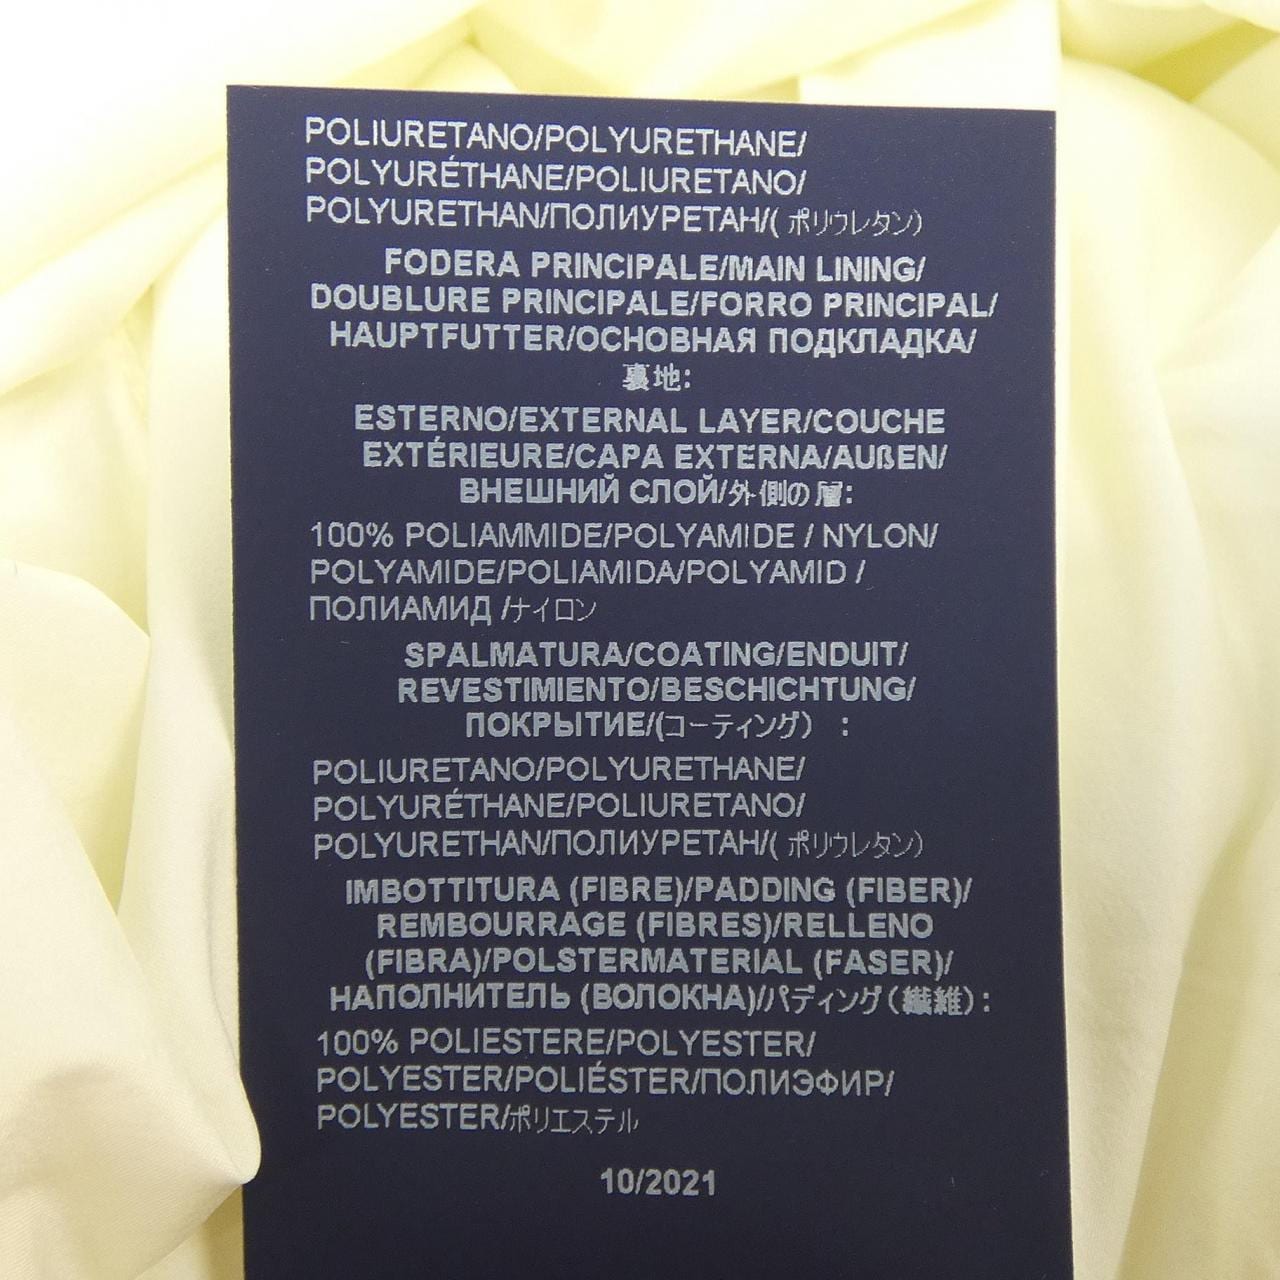 POLIURETANO/POLYURETHANE/
POLYURÉTHANE/POLIURETANO/
POLYURETHAN/ПОЛИУРЕТАН/( ポリウレタン）
FODERA PRINCIPALE/MAIN LINING/
DOUBLURE PRINCIPALE/FORRO PRINCIPAL/
HAUPTFUTTER/ОСНОВНАЯ ПОДКЛАДКА/
裏地:
ESTERNO/EXTERNAL LAYER/COUCHE
EXTÉRIEURE/CAPA EXTERNA/AUßEN/
ВНЕШНИЙ СЛОЙ/外側の層:
100% POLIAMMIDE/POLYAMIDE / NYLON/
POLYAMIDE/POLIAMIDA/POLYAMID /
ПОЛИАМИД /ナイロン
SPALMATURA/COATING/ENDUIT/
REVESTIMIENTO/BESCHICHTUNG/
ПОКРЫТИЕ/(コーティング） :
POLIURETANO/POLYURETHANE/
POLYURÉTHANE/POLIURETANO/
POLYURETHAN/ПОЛИУРЕТАН/( ポリウレタン）
IMBOTTITURA (FIBRE)/PADDING (FIBER)/
REMBOURRAGE (FIBRES)/RELLENO
(FIBRA)/POLSTERMATERIAL (FASER)/
НАПОЛНИТЕЛЬ (ВОЛОКНА)/パディング（繊維）:
100% POLIESTERE/POLYESTER/
POLYESTER/POLIÉSTER/ПОЛИЭФИР/
POLYESTER/ポリエステル
10/2021